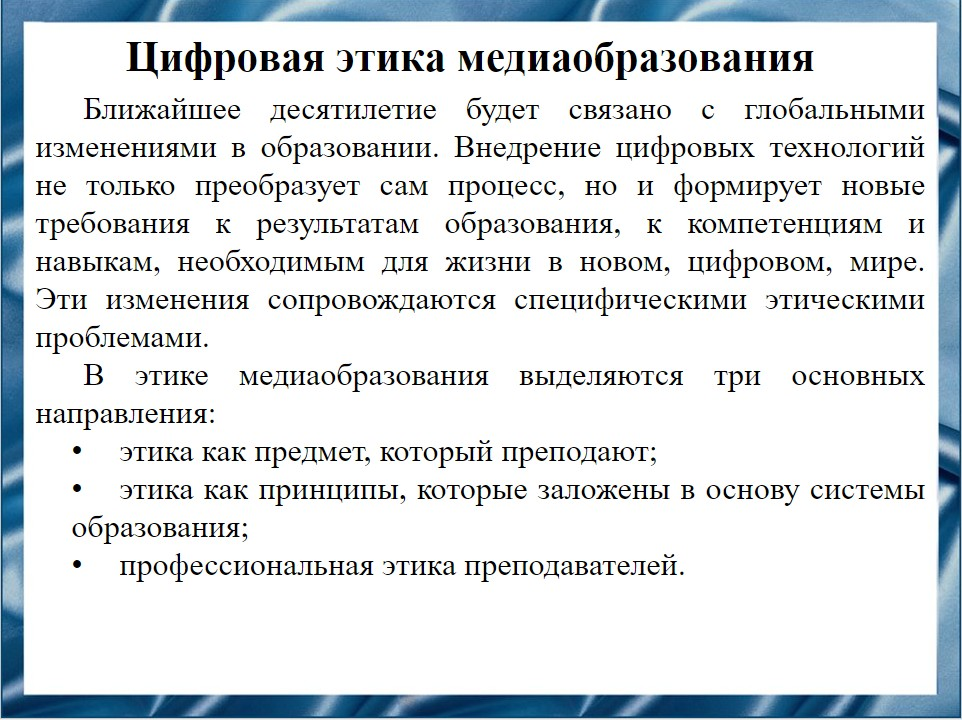 Цифровая этика медиаобразования
Ближайшее десятилетие будет связано с глобальными
изменениями в образовании. Внедрение цифровых технологий
не только преобразует сам процесс, но и формирует новые
требования к результатам образования, к компетенциям и
навыкам, необходимым для жизни в новом, цифровом, мире.
Эти изменения сопровождаются специфическими этическими
проблемами.
В этике медиаобразования выделяются три основных
направления:
• этика как предмет, который преподают;
• этика как принципы, которые заложены в основу системы
образования;
• профессиональная этика преподавателей.